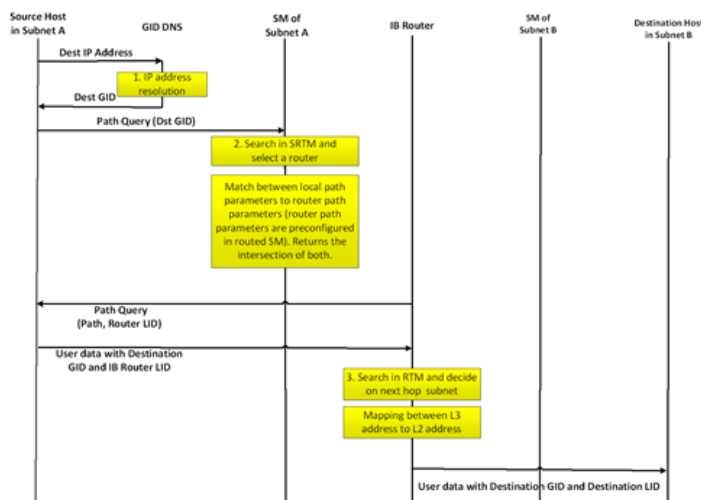 Source Host
in Subnet A
GID DNS
SM of
Subnet A
IB Router
SM of
Subnet B
Destination Host
in Subnet B
Dest IP Address
1. IP address
resolution
Dest GID
Path Query (Dst GID)
2. Search in SRTM and
select a router
Match between local path
parameters to router path
parameters (router path
parameters are preconfigured
in routed SM). Returns the
intersection of both.
Path Query
(Path, Router LID)
User data with Destination
GID and IB Router LID
3. Search in RTM and decide
on next hop subnet
Mapping between L3
address to L2 address
User data with Destination GID and Destination LID